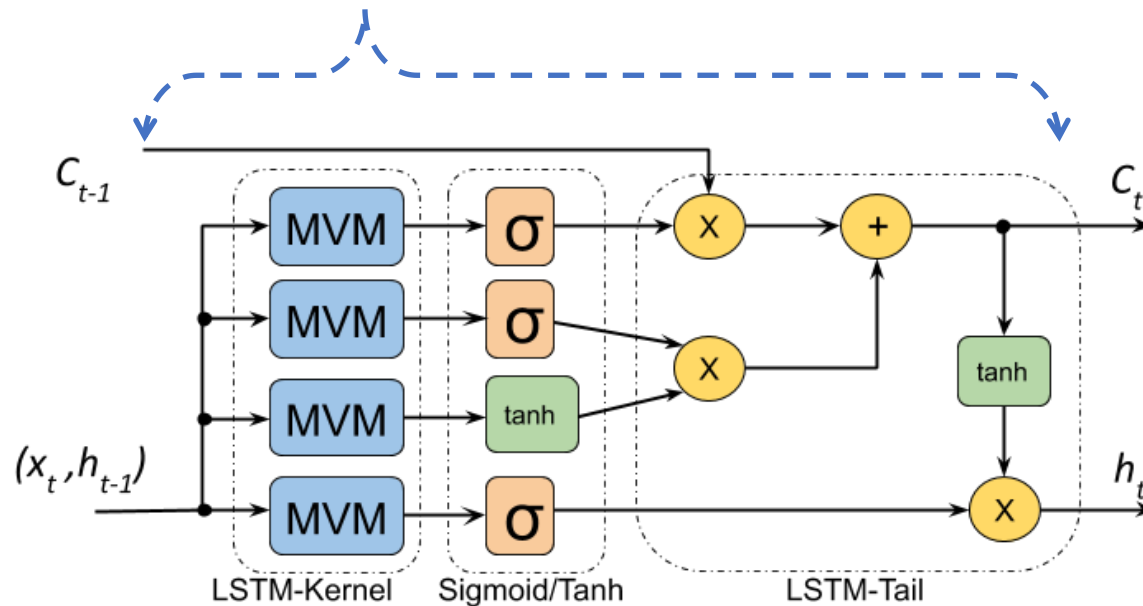 C_{t-1}
C_t
MVM
σ
X
+
MVM
σ
X
tanh
MVM
tanh
(x_t, h_{t-1})
h_t
MVM
σ
X
LSTM-Kernel
Sigmoid/Tanh
LSTM-Tail